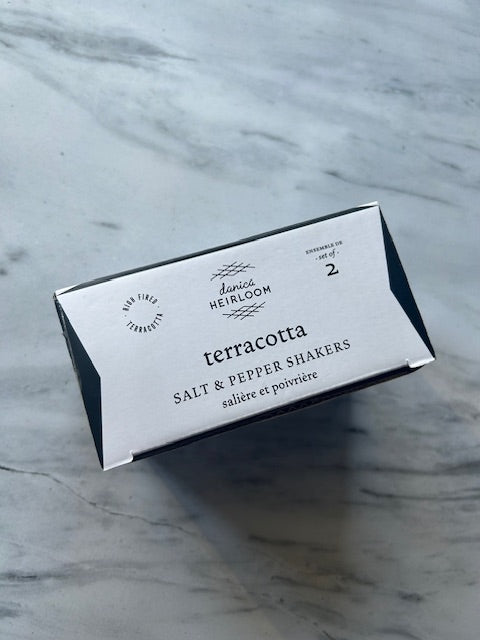 HIGH FIRED
TERRACOTTA
danica
HEIRLOOM
ENSEMBLE DE
- set of -
2
terracotta
SALT & PEPPER SHAKERS
salière et poivrière